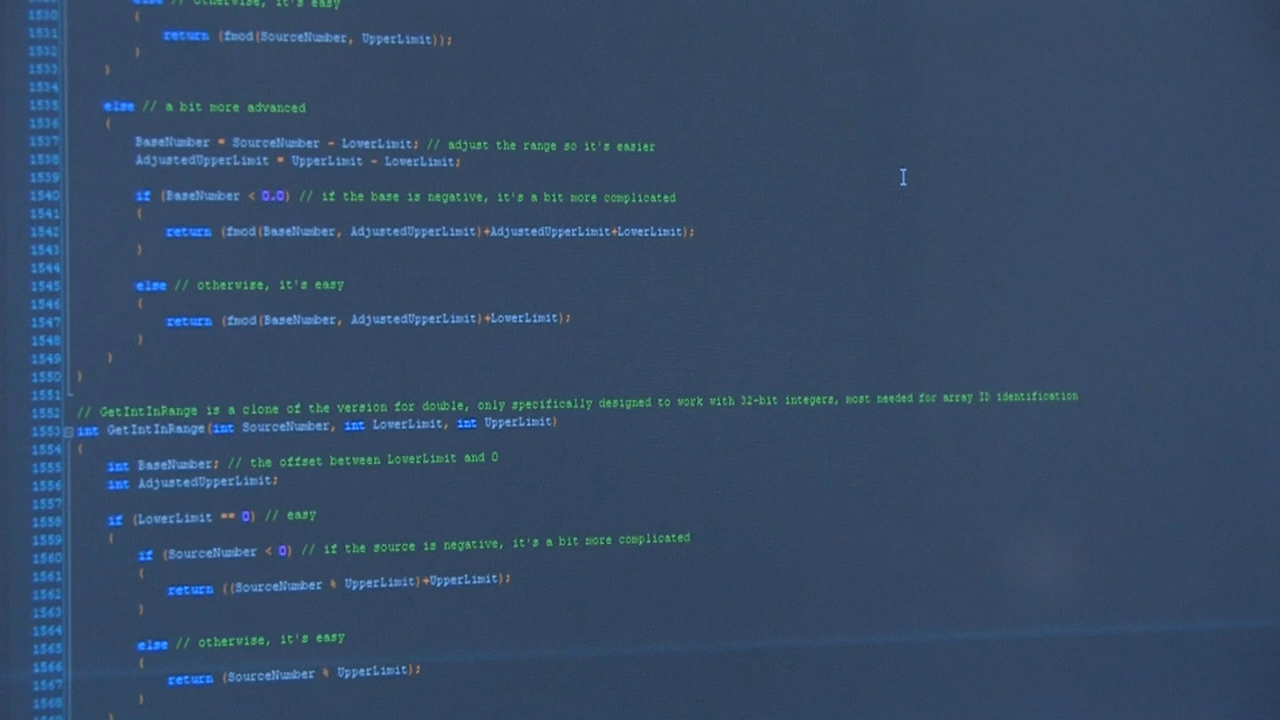 1530 else // otherwise, it's easy
1531 return (fmod(SourceNumber, UpperLimit));
1532 }
1533 }
1534
1535 else // a bit more advanced
1536 {
1537 BaseNumber = SourceNumber - LowerLimit; // adjust the range so it's easier
1538 AdjustedUpperLimit = UpperLimit - LowerLimit;
1539
1540 if (BaseNumber < 0.0) // if the base is negative, it's a bit more complicated
1541 {
1542 return (fmod(BaseNumber, AdjustedUpperLimit)+AdjustedUpperLimit+LowerLimit);
1543 }
1544
1545 else // otherwise, it's easy
1546 {
1547 return (fmod(BaseNumber, AdjustedUpperLimit)+LowerLimit);
1548 }
1549 }
1550 }
1551
1552 // GetIntInRange is a clone of the version for double, only specifically designed to work with 32-bit integers, most needed for array ID identification
1553 int GetIntInRange(int SourceNumber, int LowerLimit, int UpperLimit)
1554 {
1555 int BaseNumber; // the offset between LowerLimit and 0
1556 int AdjustedUpperLimit;
1557
1558 if (LowerLimit == 0) // easy
1559 {
1560 if (SourceNumber < 0) // if the source is negative, it's a bit more complicated
1561 {
1562 return ((SourceNumber % UpperLimit)+UpperLimit);
1563 }
1564
1565 else // otherwise, it's easy
1566 {
1567 return (SourceNumber % UpperLimit);
1568 }